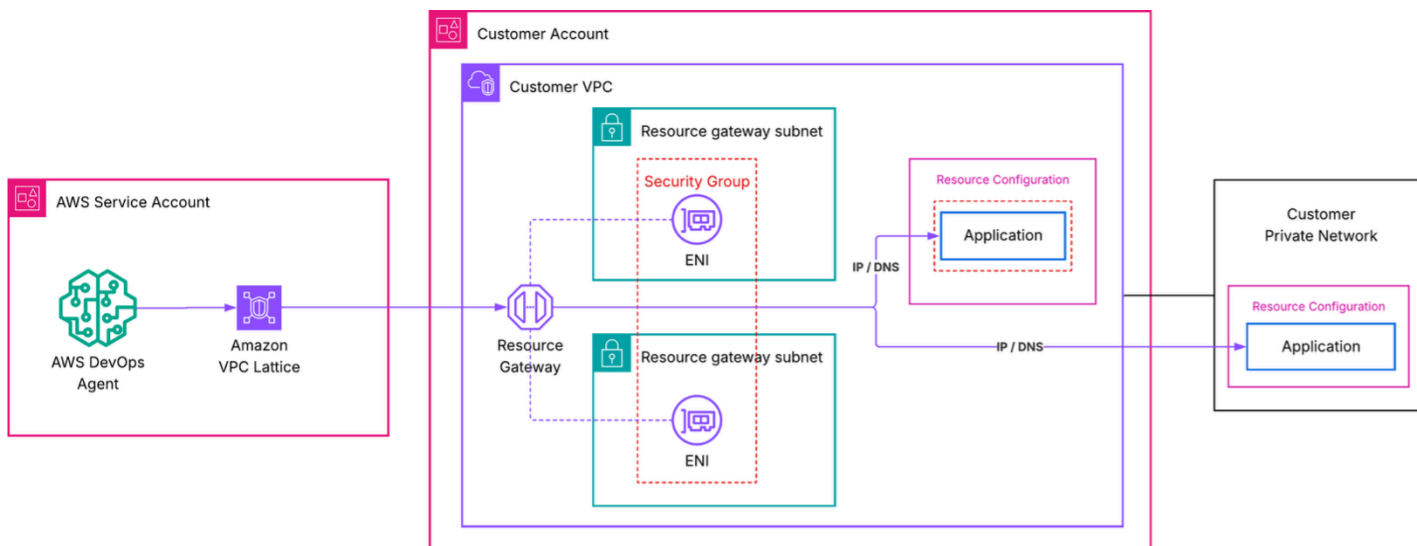 Customer Account
Customer VPC
Resource gateway subnet
Security Group
ENI
AWS Service Account
AWS DevOps
Agent
Amazon
VPC Lattice
Resource
Gateway
Resource gateway subnet
ENI
Resource Configuration
Application
IP / DNS
IP / DNS
Customer
Private Network
Resource Configuration
Application